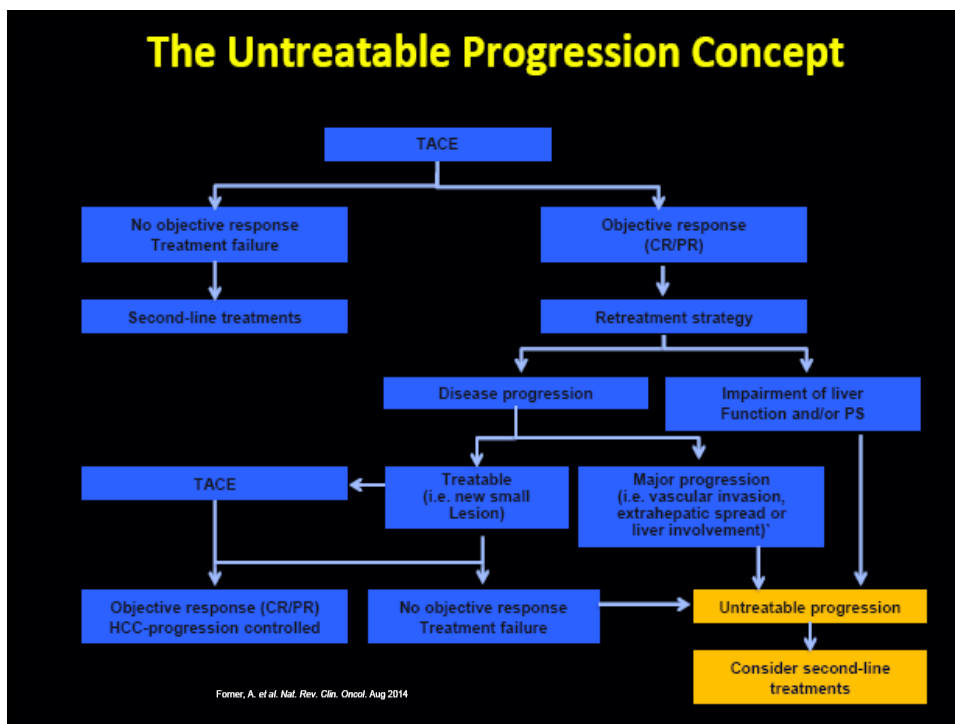 The Untreatable Progression Concept
TACE
No objective response
Treatment failure
Objective response
(CR/PR)
Second-line treatments
Retreatment strategy
Disease progression
Impairment of liver
Function and/or PS
TACE
Treatable
(i.e. new small
Lesion)
Major progression
(i.e. vascular invasion,
extrahepatic spread or
liver involvement)`
Objective response (CR/PR)
HCC-progression controlled
No objective response
Treatment failure
Untreatable progression
Consider second-line
treatments
Forner, A. et al. Nat. Rev. Clin. Oncol. Aug 2014